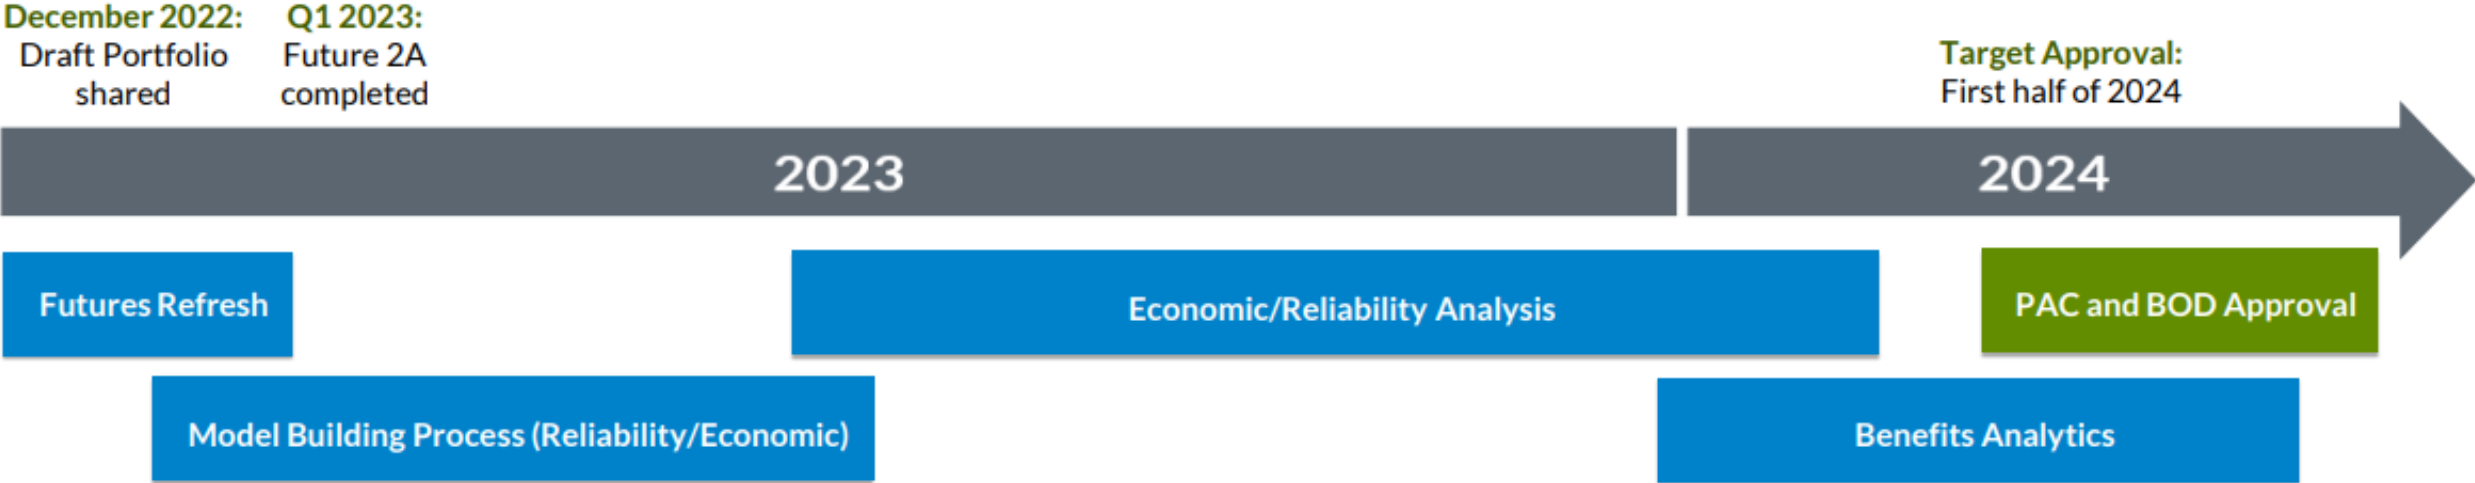 December 2022:
Draft Portfolio
shared
Q1 2023:
Future 2A
completed
Target Approval:
First half of 2024
2023
2024
Futures Refresh
Economic/Reliability Analysis
PAC and BOD Approval
Model Building Process (Reliability/Economic)
Benefits Analytics